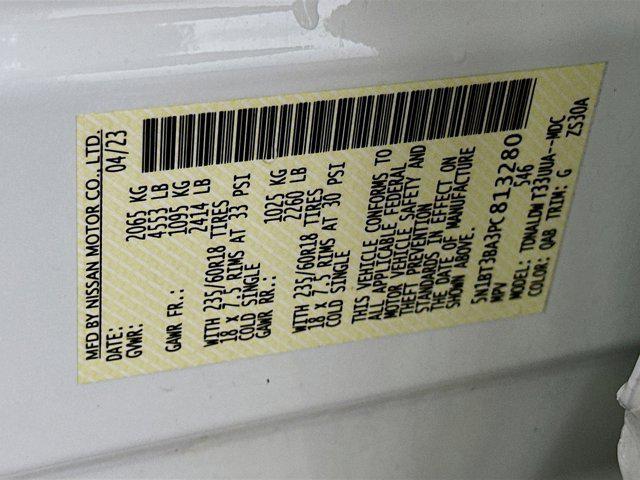 MFD BY NISSAN MOTOR CO., LTD.
DATE: 04/23
GVWR: 2065 KG
4553 LB
GAWR FR.: 1095 KG
2414 LB
WITH 235/60R18 TIRES
18 X 7.5 RIMS AT 33 PSI
COLD SINGLE
GAWR RR.: 1025 KG
2260 LB
WITH 235/60R18 TIRES
18 X 7.5 RIMS AT 30 PSI
COLD SINGLE
THIS VEHICLE CONFORMS TO
ALL APPLICABLE FEDERAL
MOTOR VEHICLE SAFETY AND
THEFT PREVENTION
STANDARDS IN EFFECT ON
THE DATE OF MANUFACTURE
SHOWN ABOVE.
5N1BT3BA3PC813280
MPV 546
MODEL: TDNALDW T33UUA--MDC
COLOR: QAB TRIM: G ZS30A